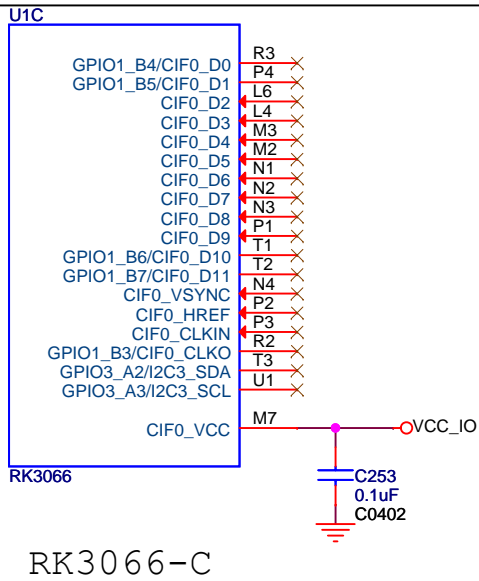 U1C
GPIO1_B4/CIF0_D0 R3
GPIO1_B5/CIF0_D1 P4
CIF0_D2 L6
CIF0_D3 L4
CIF0_D4 M3
CIF0_D5 M2
CIF0_D6 N1
CIF0_D7 N2
CIF0_D8 N3
CIF0_D9 P1
GPIO1_B6/CIF0_D10 T1
GPIO1_B7/CIF0_D11 T2
CIF0_VSYNC N4
CIF0_HREF P2
CIF0_CLKIN P3
GPIO1_B3/CIF0_CLKO R2
GPIO3_A2/I2C3_SDA T3
GPIO3_A3/I2C3_SCL U1
CIF0_VCC M7 VCC_IO
RK3066
C253
0.1uF
C0402
RK3066-C